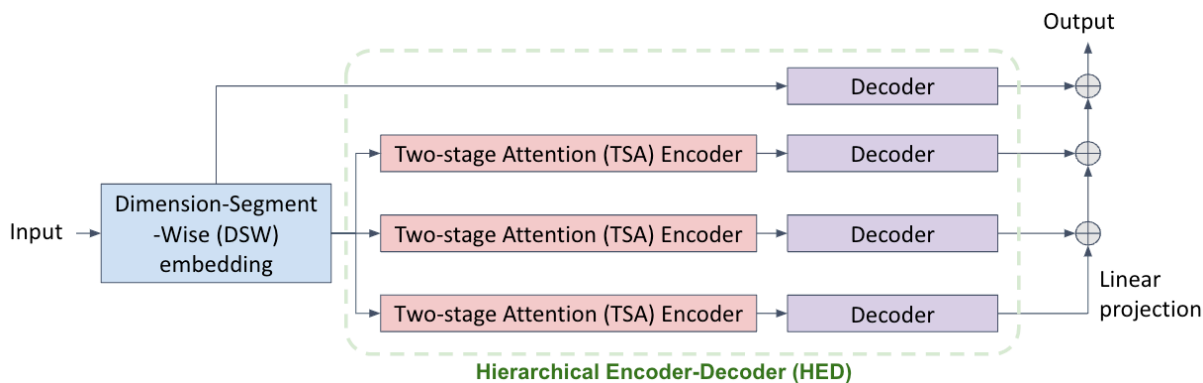 Output
Decoder
Two-stage Attention (TSA) Encoder
Decoder
Dimension-Segment
-Wise (DSW)
embedding
Input
Two-stage Attention (TSA) Encoder
Decoder
Linear
projection
Two-stage Attention (TSA) Encoder
Decoder
Hierarchical Encoder-Decoder (HED)